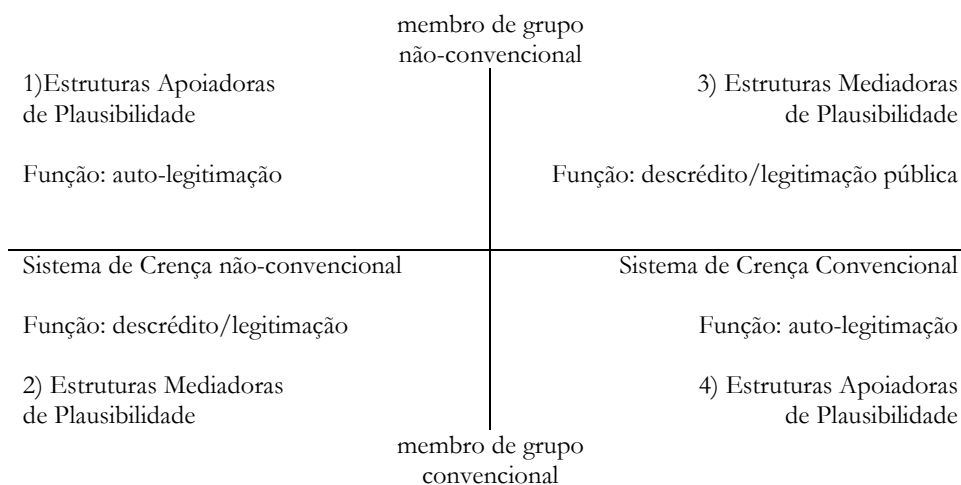 membro de grupo
não-convencional
1)Estruturas Apoiadoras
de Plausibilidade
3) Estruturas Mediadoras
de Plausibilidade
Função: auto-legitimação
Função: descrédito/legitimação pública
Sistema de Crença não-convencional
Sistema de Crença Convencional
Função: descrédito/legitimação
Função: auto-legitimação
2) Estruturas Mediadoras
de Plausibilidade
4) Estruturas Apoiadoras
de Plausibilidade
membro de grupo
convencional